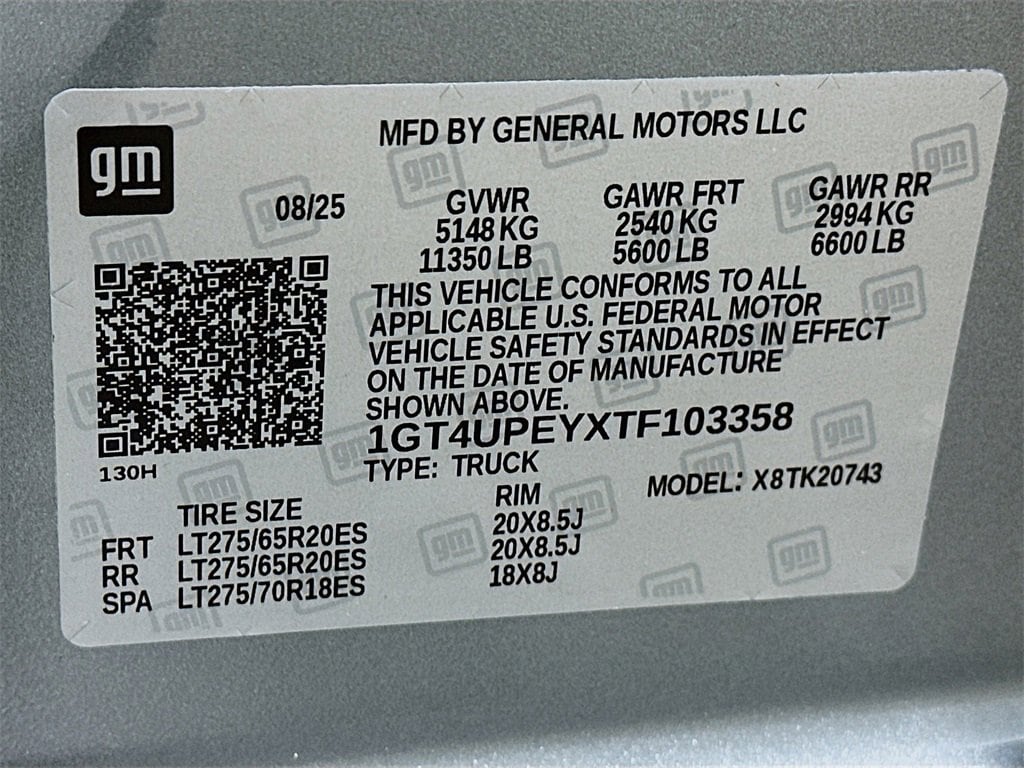 gm
MFD BY GENERAL MOTORS LLC
08/25
GVWR GAWR FRT GAWR RR
5148 KG 2540 KG 2994 KG
11350 LB 5600 LB 6600 LB
THIS VEHICLE CONFORMS TO ALL
APPLICABLE U.S. FEDERAL MOTOR
VEHICLE SAFETY STANDARDS IN EFFECT
ON THE DATE OF MANUFACTURE
SHOWN ABOVE.
1GT4UPEYXTF103358
130H
TYPE: TRUCK MODEL: X8TK20743
TIRE SIZE RIM
FRT LT275/65R20ES 20X8.5J
RR LT275/65R20ES 20X8.5J
SPA LT275/70R18ES 18X8J